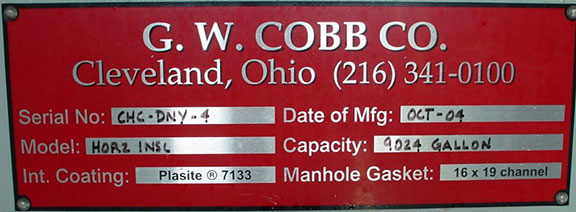 G. W. COBB CO.
Cleveland, Ohio (216) 341-0100
Serial No: CHC-DNY-4 Date of Mfg: OCT-04
Model: HORZ INSL Capacity: 9024 GALLON
Int. Coating: Plasite ® 7133 Manhole Gasket: 16 x 19 channel